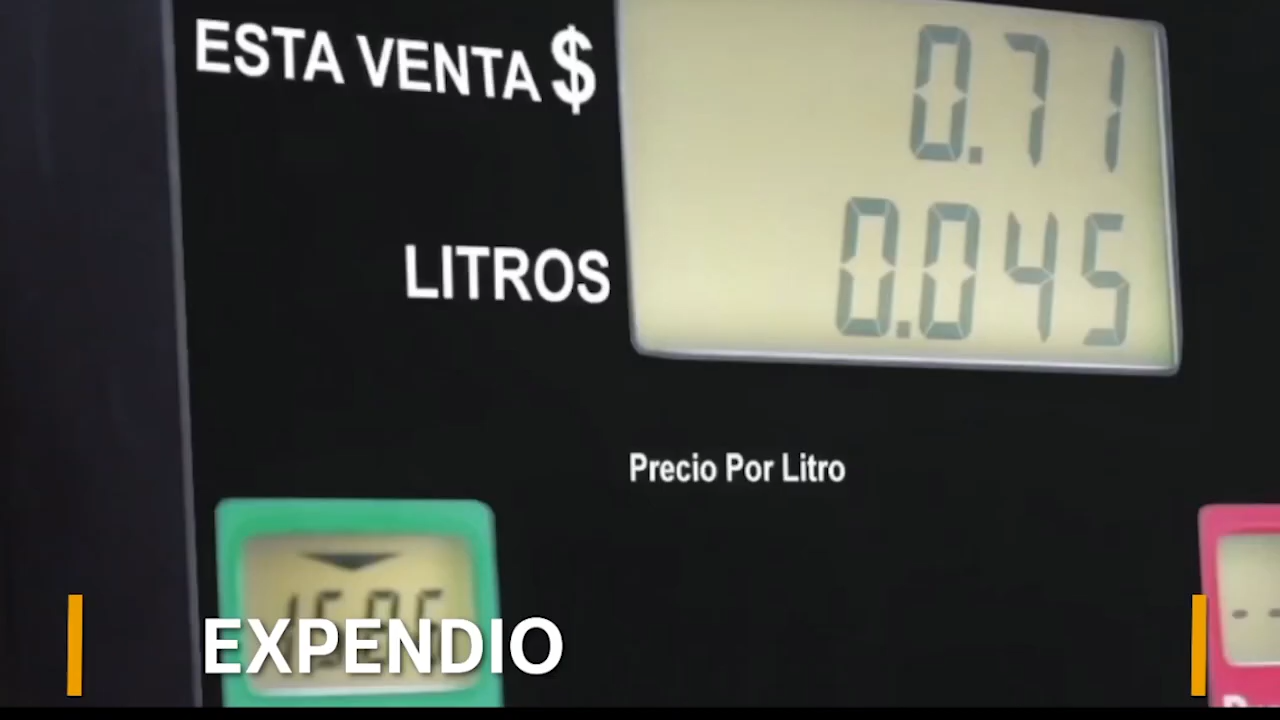 ESTA VENTA $ 0.71
LITROS 0.045
Precio Por Litro
EXPENDIO